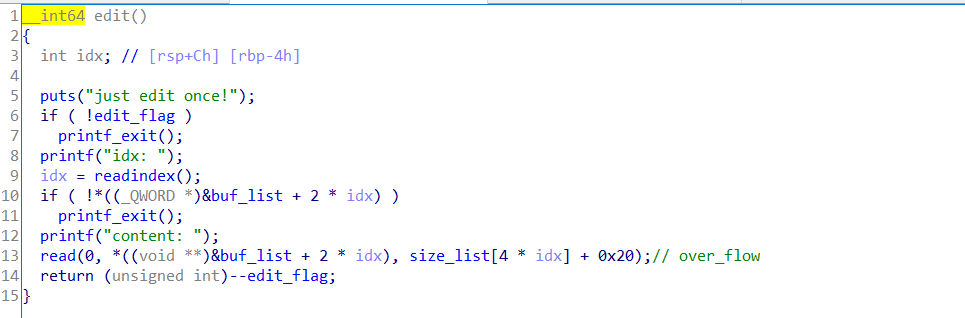 1 __int64 edit()
2 {
3   int idx; // [rsp+Ch] [rbp-4h]
4
5   puts("just edit once!");
6   if ( !edit_flag )
7     printf_exit();
8   printf("idx: ");
9   idx = readindex();
10   if ( !*((_QWORD *)&buf_list + 2 * idx) )
11     printf_exit();
12   printf("content: ");
13   read(0, *((void **)&buf_list + 2 * idx), size_list[4 * idx] + 0x20);// over_flow
14   return (unsigned int)--edit_flag;
15 }